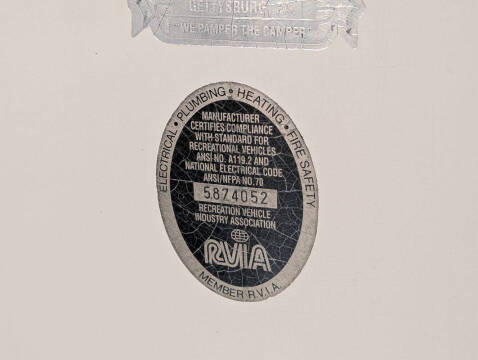 GETTYSBURG, PA
"WE PAMPER THE CAMPER"
ELECTRICAL • PLUMBING • HEATING • FIRE SAFETY
MANUFACTURER
CERTIFIES COMPLIANCE
WITH STANDARD FOR
RECREATIONAL VEHICLES
ANSI NO. A119.2 AND
NATIONAL ELECTRICAL CODE
ANSI/NFPA NO. 70
5874052
RECREATION VEHICLE
INDUSTRY ASSOCIATION
RVIA
MEMBER R.V.I.A.